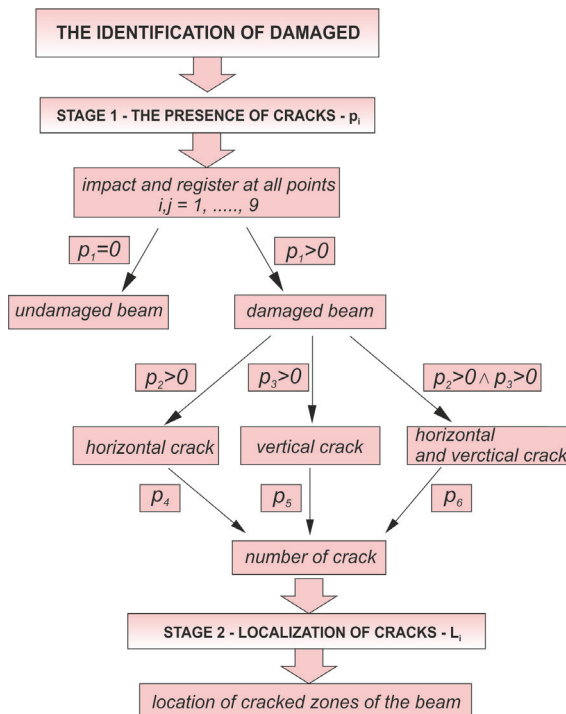 THE IDENTIFICATION OF DAMAGED
STAGE 1 - THE PRESENCE OF CRACKS - pᵢ
impact and register at all points
i,j = 1, ....., 9
p₁=0
p₁>0
undamaged beam
damaged beam
p₂>0
p₃>0
p₂>0 ∧ p₃>0
horizontal crack
vertical crack
horizontal
and verctical crack
p₄
p₅
p₆
number of crack
STAGE 2 - LOCALIZATION OF CRACKS - Lᵢ
location of cracked zones of the beam